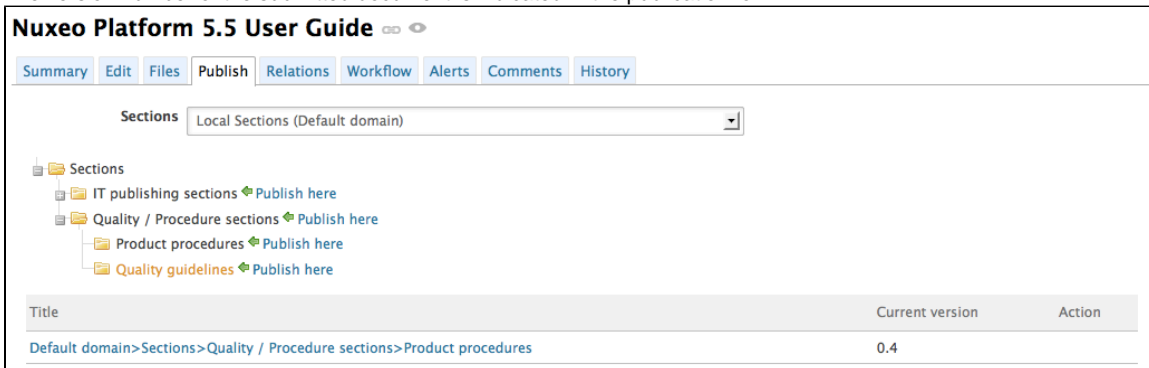 Nuxeo Platform 5.5 User Guide
Summary Edit Files Publish Relations Workflow Alerts Comments History
Sections Local Sections (Default domain)
Sections
IT publishing sections Publish here
Quality / Procedure sections Publish here
Product procedures Publish here
Quality guidelines Publish here
Title Current version Action
Default domain>Sections>Quality / Procedure sections>Product procedures 0.4